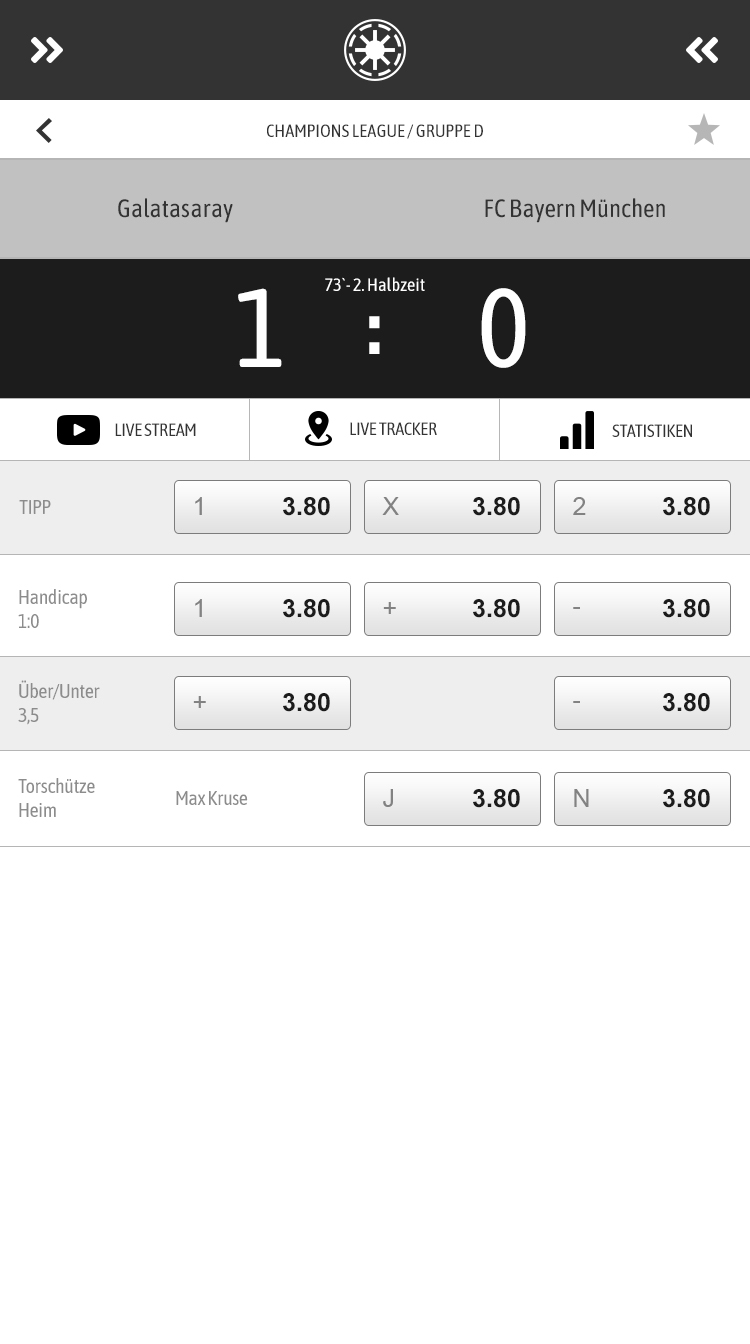 CHAMPIONS LEAGUE / GRUPPE D
Galatasaray FC Bayern München
73`- 2. Halbzeit
1 : 0
LIVE STREAM LIVE TRACKER STATISTIKEN
TIPP 1 3.80 X 3.80 2 3.80
Handicap
1:0
1 3.80 + 3.80 - 3.80
Über/Unter
3,5
+ 3.80 - 3.80
Torschütze
Heim
Max Kruse J 3.80 N 3.80